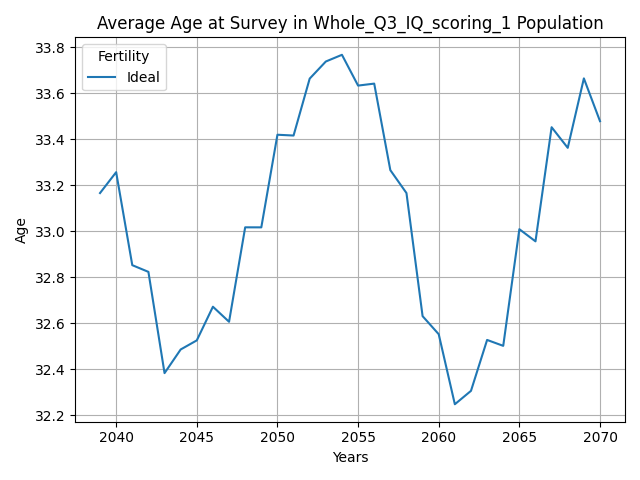 Average Age at Survey in Whole_Q3_IQ_scoring_1 Population
Fertility
Ideal
33.8
33.6
33.4
33.2
33.0
32.8
32.6
32.4
32.2
Age
2040 2045 2050 2055 2060 2065 2070
Years